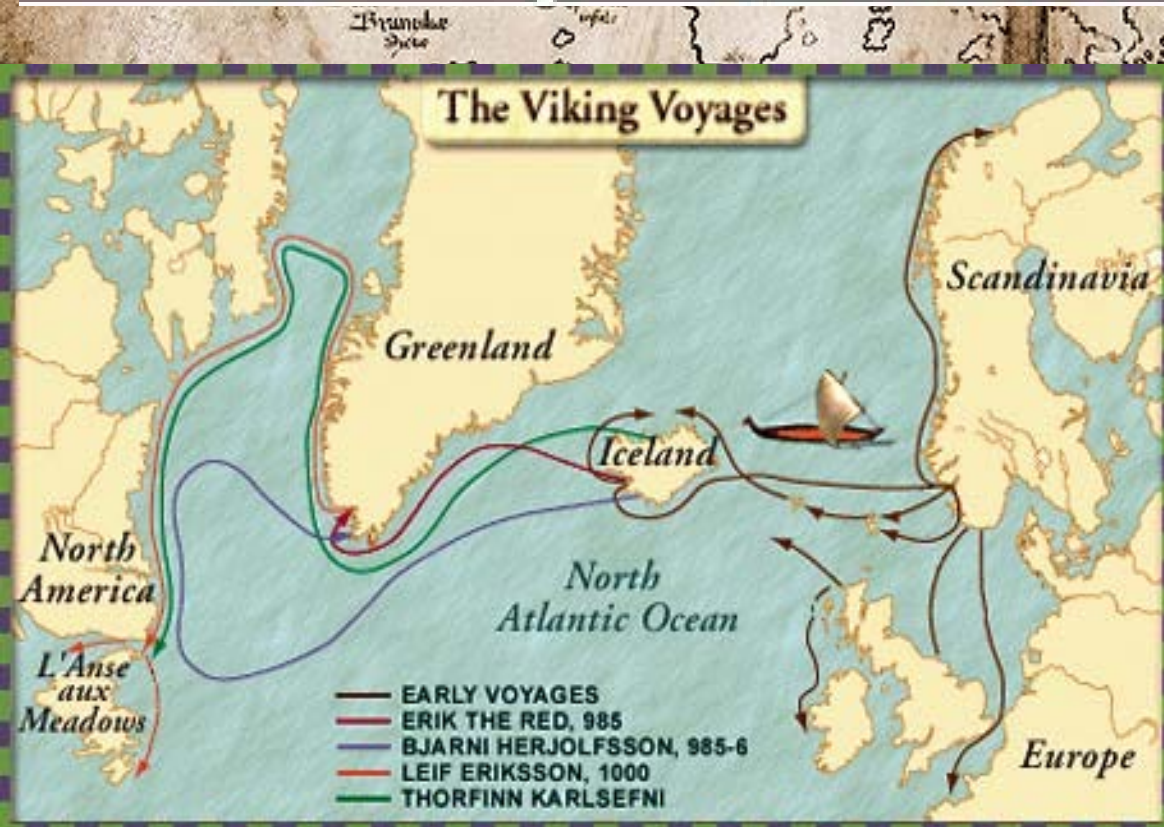 The Viking Voyages
Scandinavia
Greenland
Iceland
North
America
North
Atlantic Ocean
L'Anse
aux
Meadows
EARLY VOYAGES
ERIK THE RED, 985
BJARNI HERJOLFSSON, 985-6
LEIF ERIKSSON, 1000
THORFINN KARLSEFNI
Europe